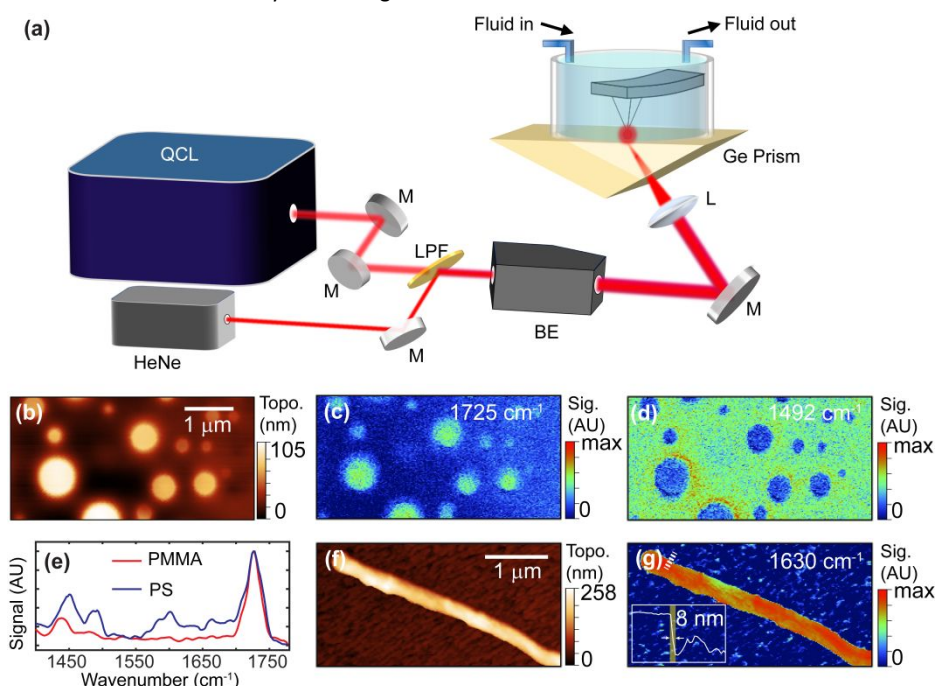 (a)
Fluid in
Fluid out
QCL
Ge Prism
M
L
LPF
M
M
BE
HeNe
M
(b)
1 μm
Topo.
(nm)
105
0
(c)
1725 cm-1
Sig.
(AU)
max
0
(d)
1492 cm-1
Sig.
(AU)
max
0
(e)
PMMA
PS
Signal (AU)
1450
1550
1650
1750
Wavenumber (cm-1)
(f)
1 μm
Topo.
(nm)
258
0
(g)
1630 cm-1
8 nm
Sig.
(AU)
max
0